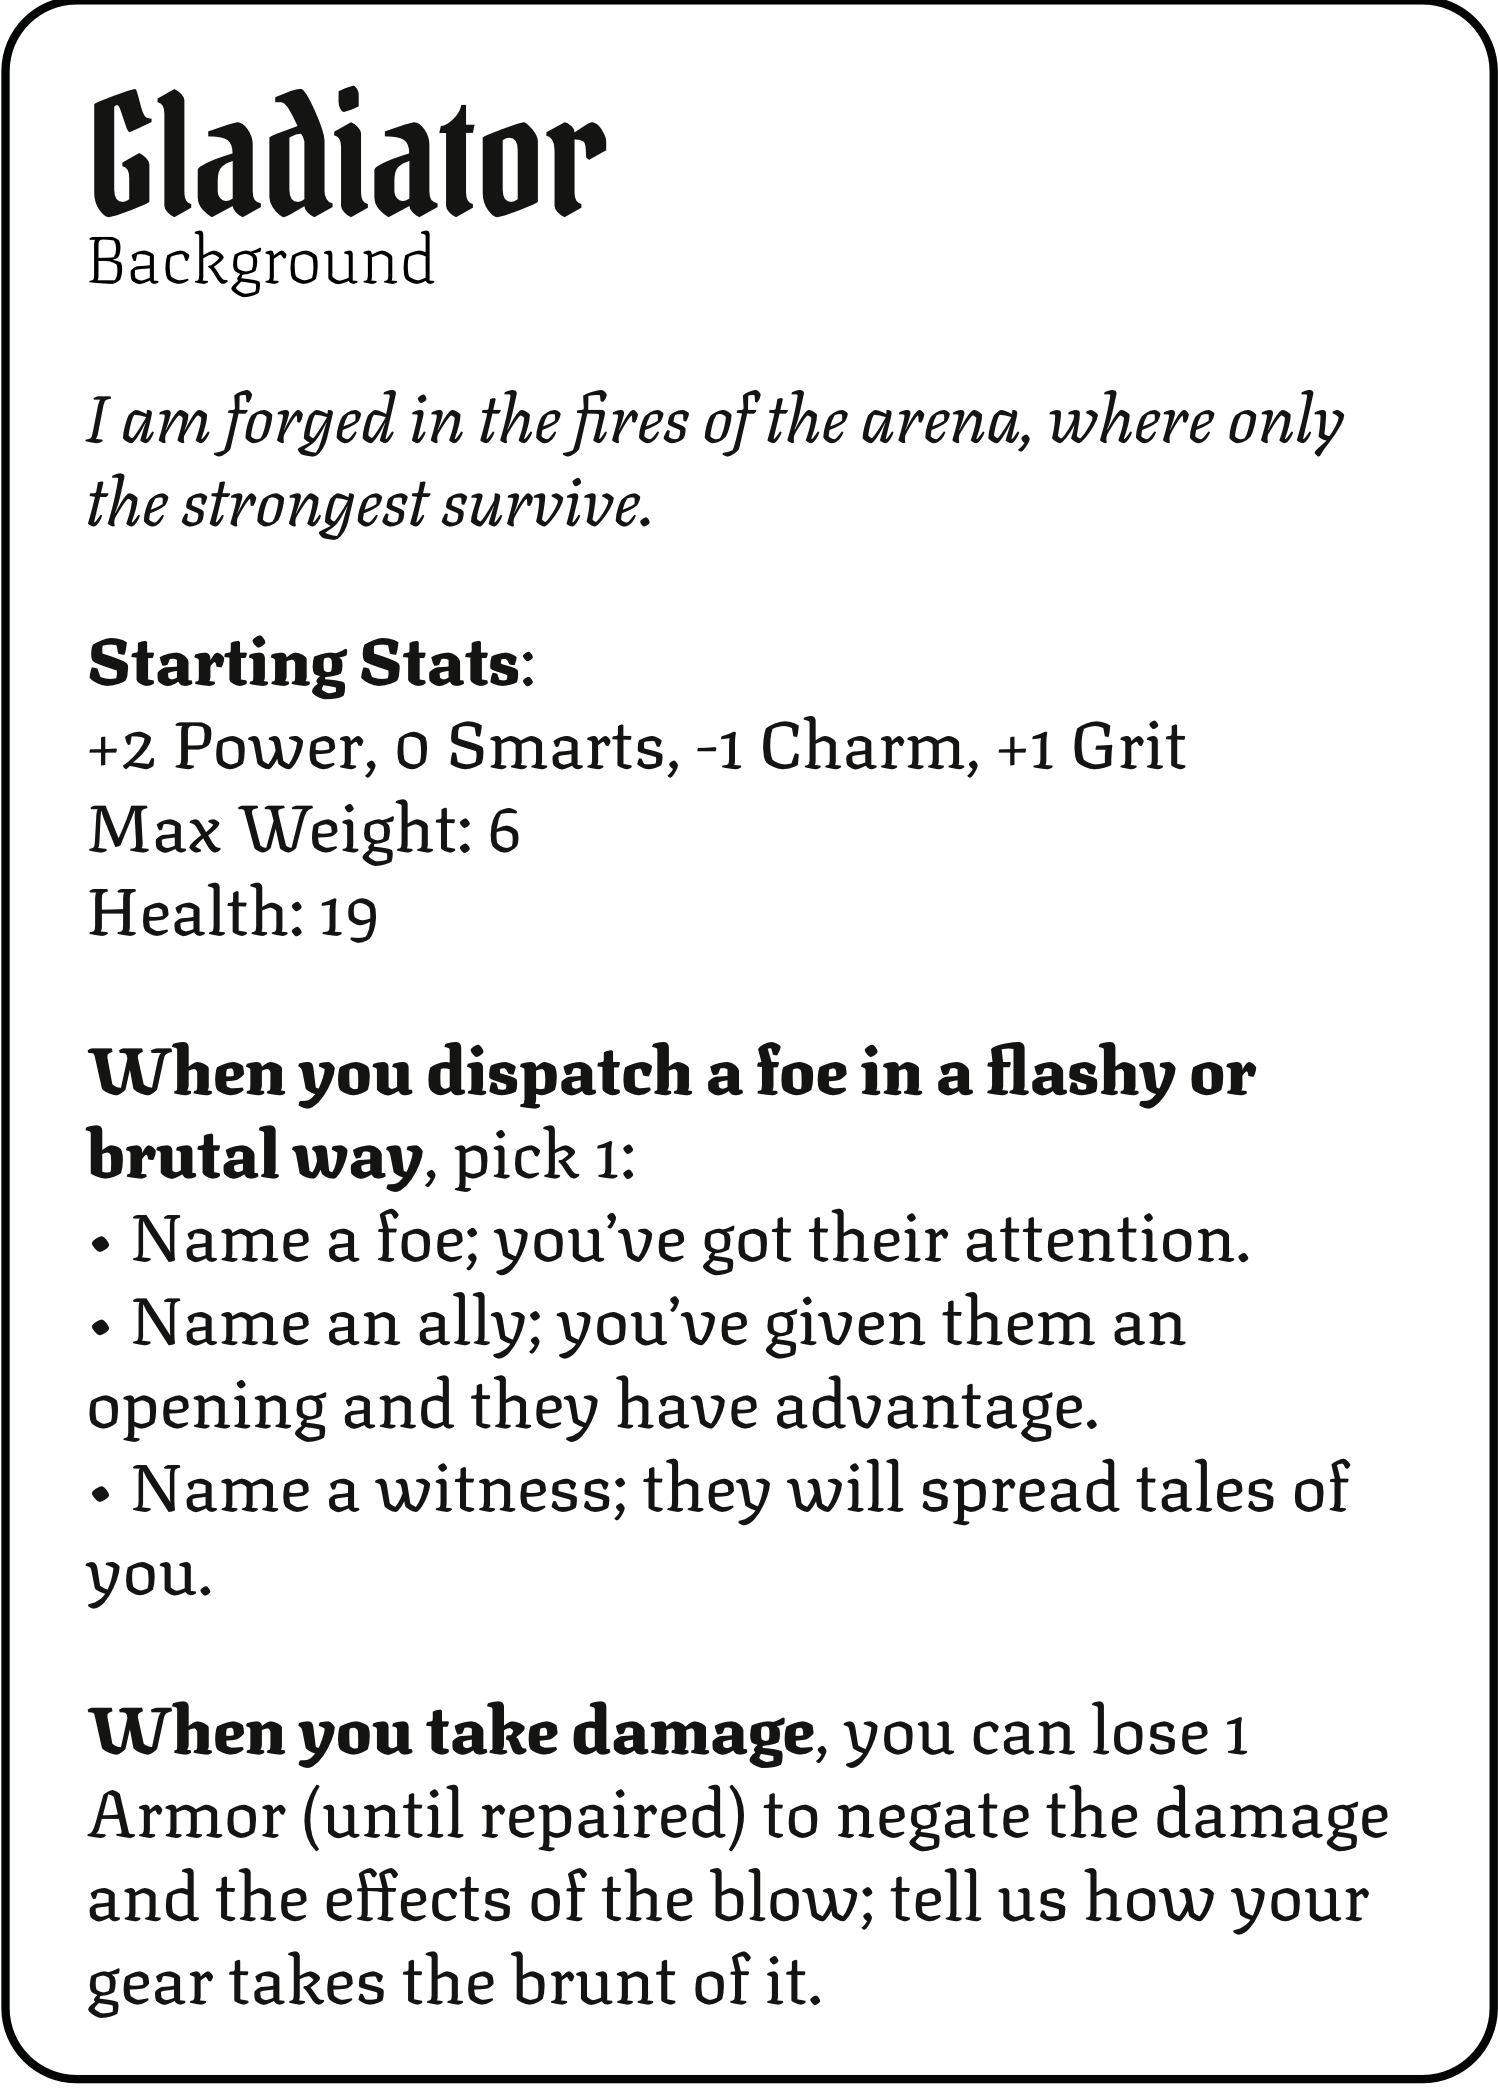 Gladiator
Background
I am forged in the fires of the arena, where only
the strongest survive.
Starting Stats:
+2 Power, 0 Smarts, -1 Charm, +1 Grit
Max Weight: 6
Health: 19
When you dispatch a foe in a flashy or
brutal way, pick 1:
• Name a foe; you’ve got their attention.
• Name an ally; you’ve given them an
opening and they have advantage.
• Name a witness; they will spread tales of
you.
When you take damage, you can lose 1
Armor (until repaired) to negate the damage
and the effects of the blow; tell us how your
gear takes the brunt of it.